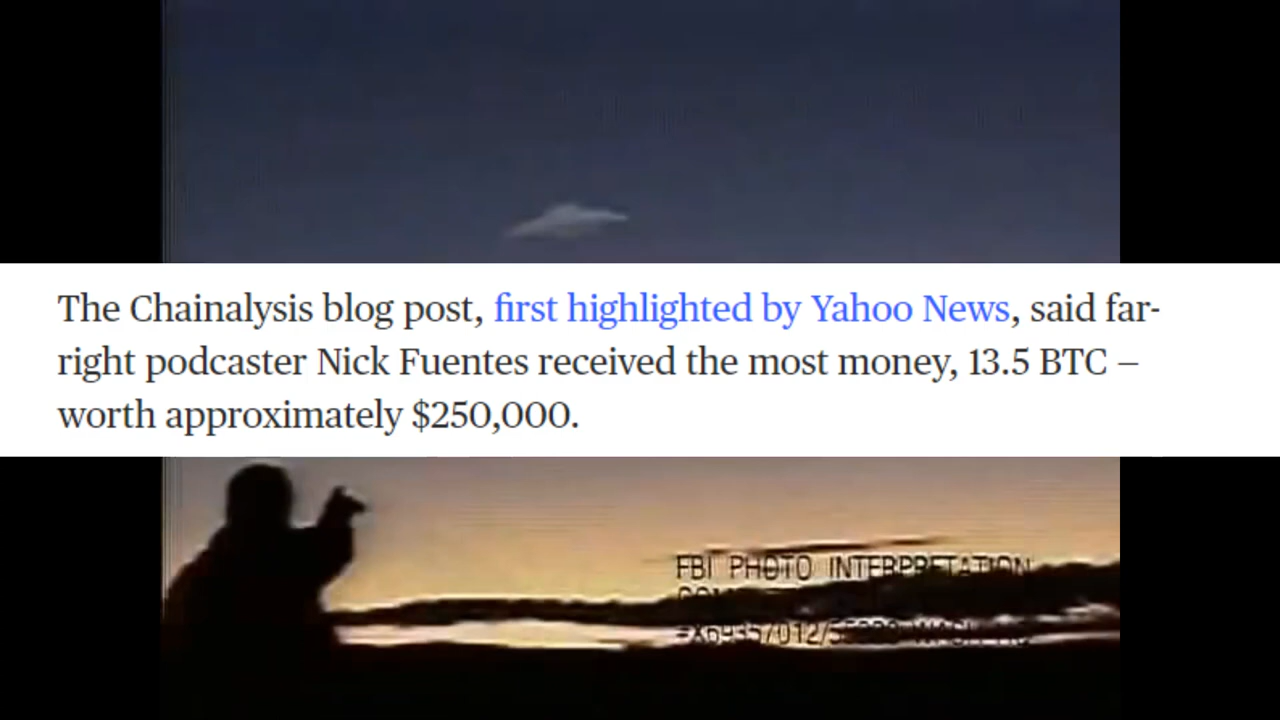 The Chainalysis blog post, first highlighted by Yahoo News, said far-
right podcaster Nick Fuentes received the most money, 13.5 BTC –
worth approximately $250,000.
FBI PHOTO INTERPRETATION